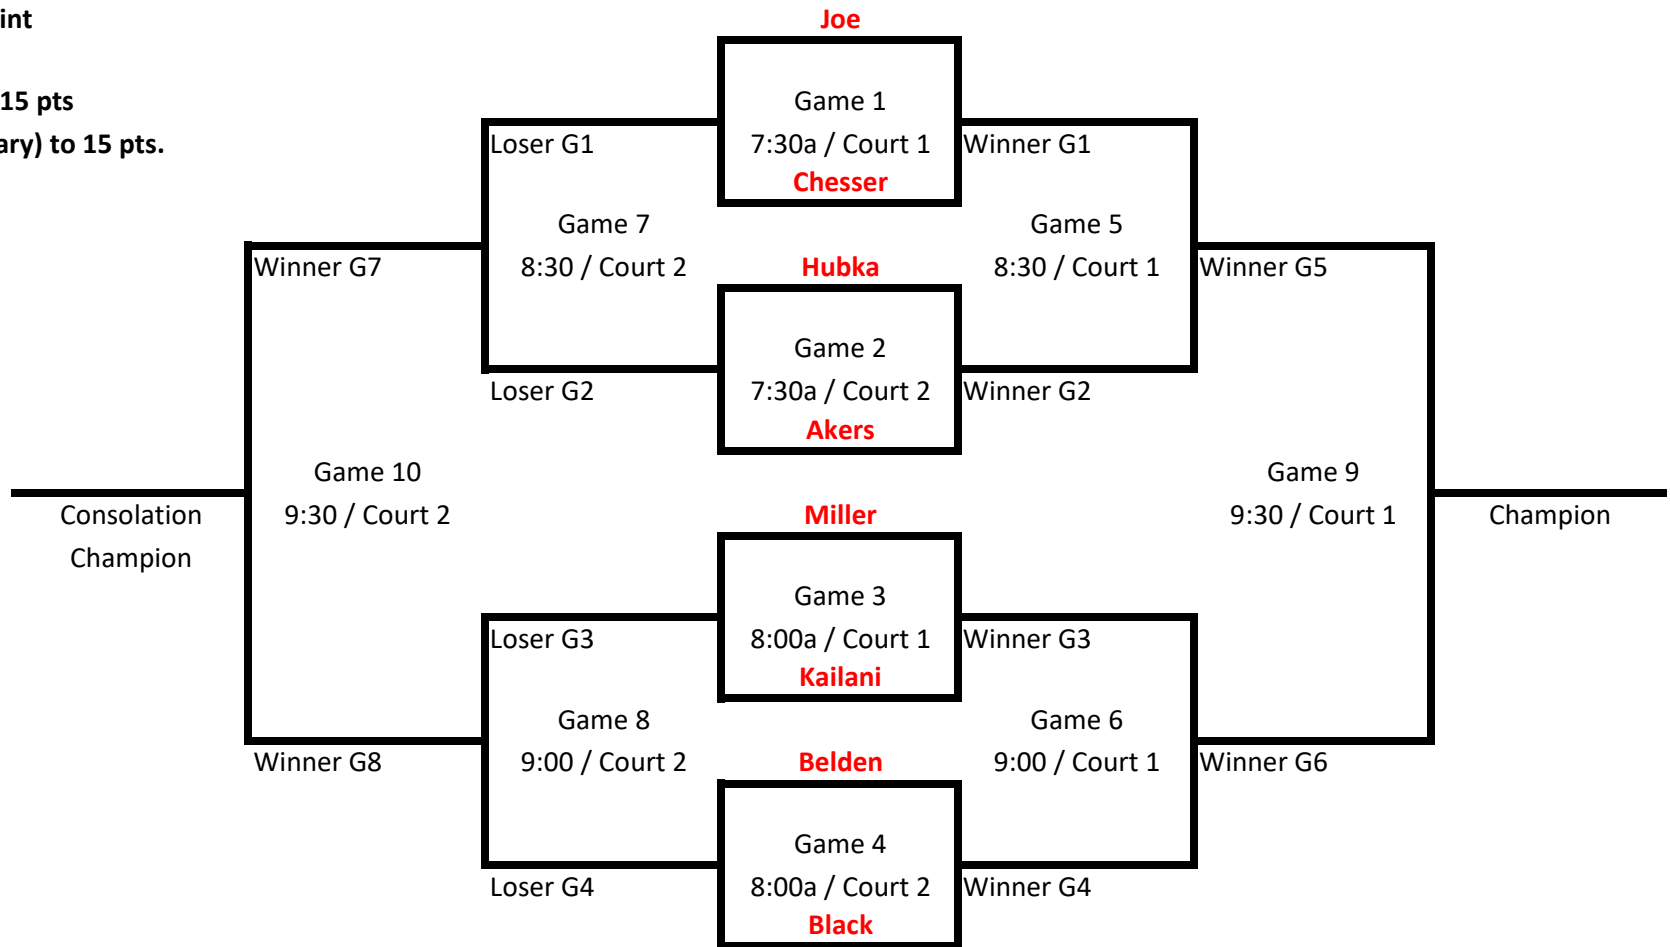 int
Joe
15 pts
Game 1
ary) to 15 pts.
Loser G1
7:30a / Court 1
Winner G1
Chesser
Game 7
Game 5
Winner G7
8:30 / Court 2
Hubka
8:30 / Court 1
Winner G5
Game 2
Loser G2
7:30a / Court 2
Winner G2
Akers
Game 10
Game 9
Consolation
9:30 / Court 2
Miller
9:30 / Court 1
Champion
Champion
Game 3
Loser G3
8:00a / Court 1
Winner G3
Kailani
Game 8
Game 6
Winner G8
9:00 / Court 2
Belden
9:00 / Court 1
Winner G6
Game 4
Loser G4
8:00a / Court 2
Winner G4
Black